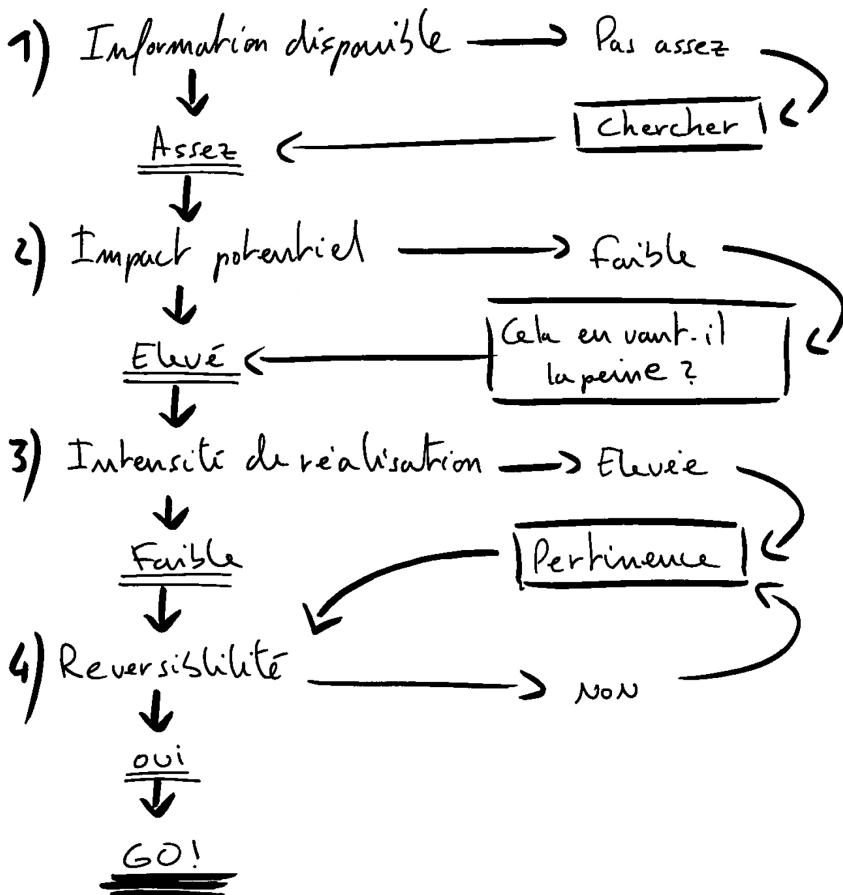 1) Information disponible → Pas assez
Chercher
Assez
2) Impact potentiel → Faible
Cela en vaut-il
la peine ?
Elevé
3) Intensité de réalisation → Elevée
Faible
Pertinence
4) Reversiblilité → NON
oui
GO!